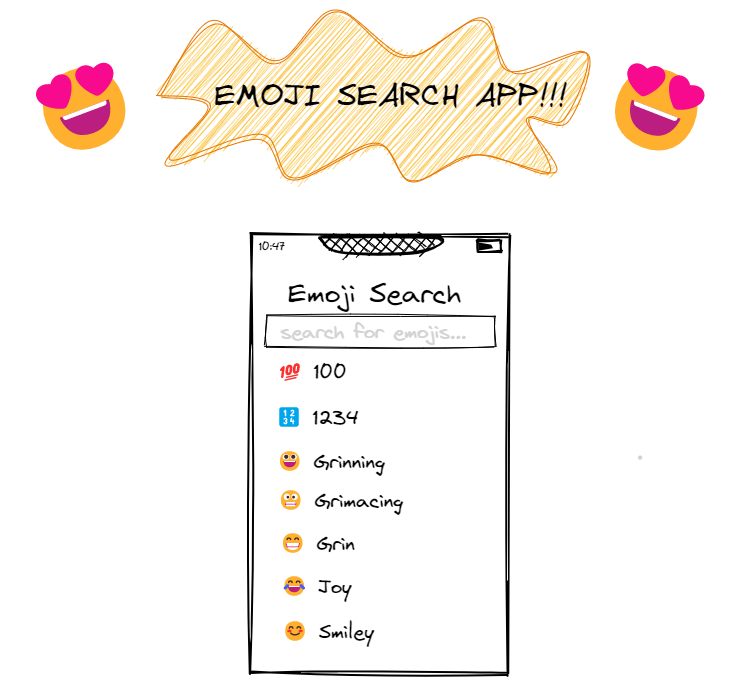 EMOJI SEARCH APP!!!
10:47
Emoji Search
search for emojis...
💯 100
🔢 1234
Grinning
Grimacing
Grin
Joy
Smiley